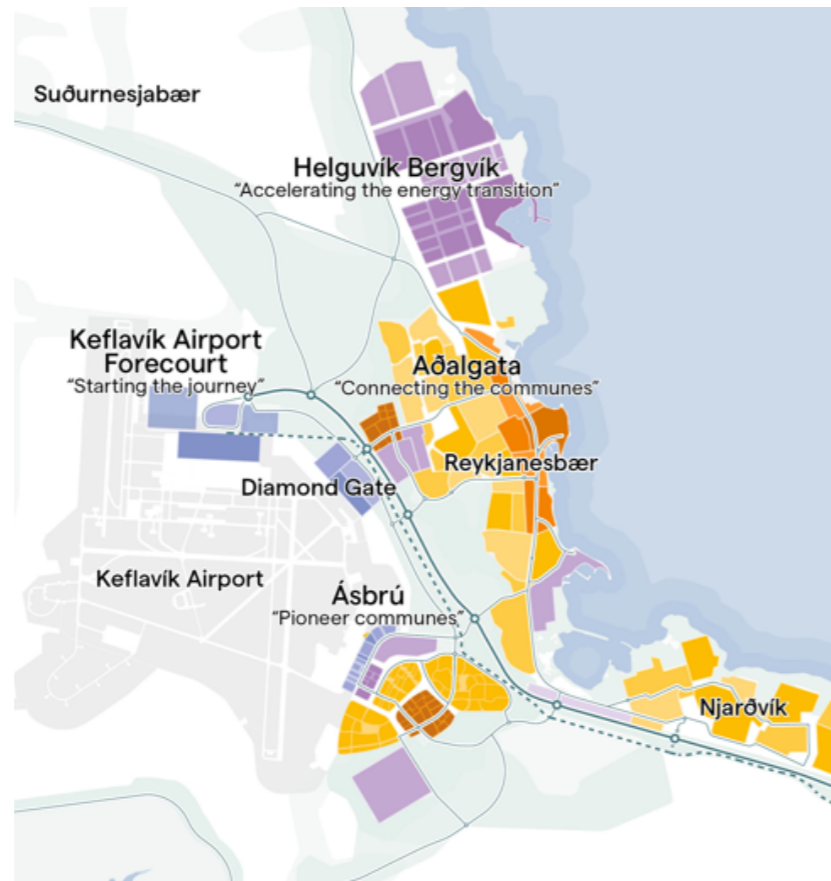 Suðurnesjabær
Helguvík Bergvík
“Accelerating the energy transition”
Keflavík Airport
Forecourt
“Starting the journey”
Aðalgata
“Connecting the communes”
Reykjanesbær
Diamond Gate
Keflavík Airport
Ásbrú
“Pioneer communes”
Njarðvík